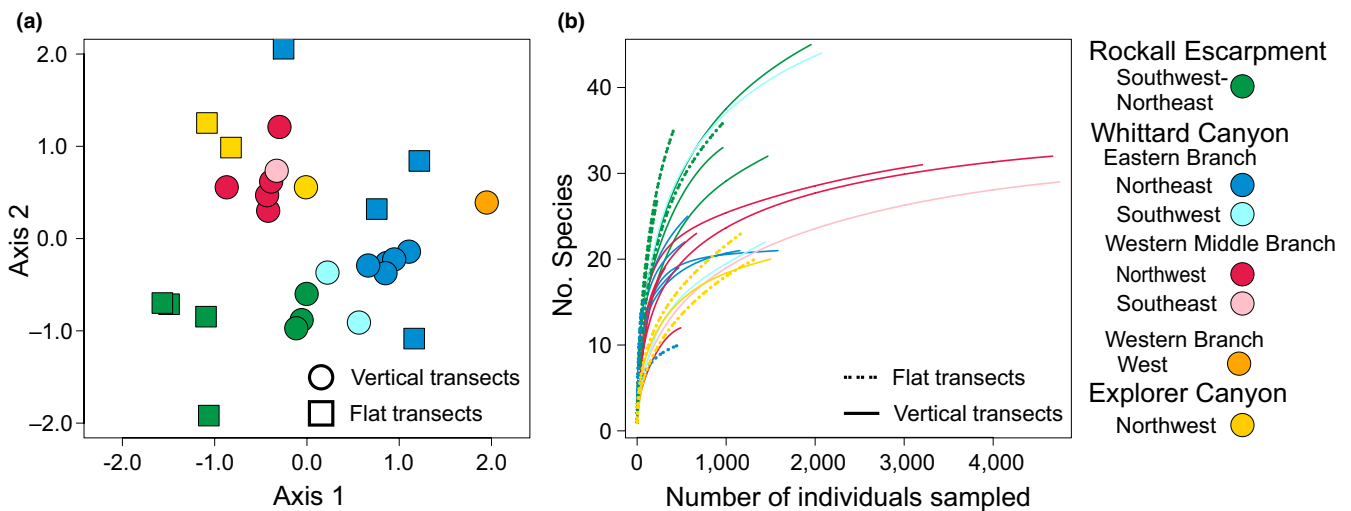 (a)
2.0
1.0
0.0
–1.0
–2.0
Axis 2
-2.0 -1.0 0.0 1.0 2.0
Axis 1
Vertical transects
Flat transects
(b)
40
30
20
10
0
No. Species
0 1,000 2,000 3,000 4,000
Number of individuals sampled
Flat transects
Vertical transects
Rockall Escarpment
Southwest-
Northeast
Whittard Canyon
Eastern Branch
Northeast
Southwest
Western Middle Branch
Northwest
Southeast
Western Branch
West
Explorer Canyon
Northwest